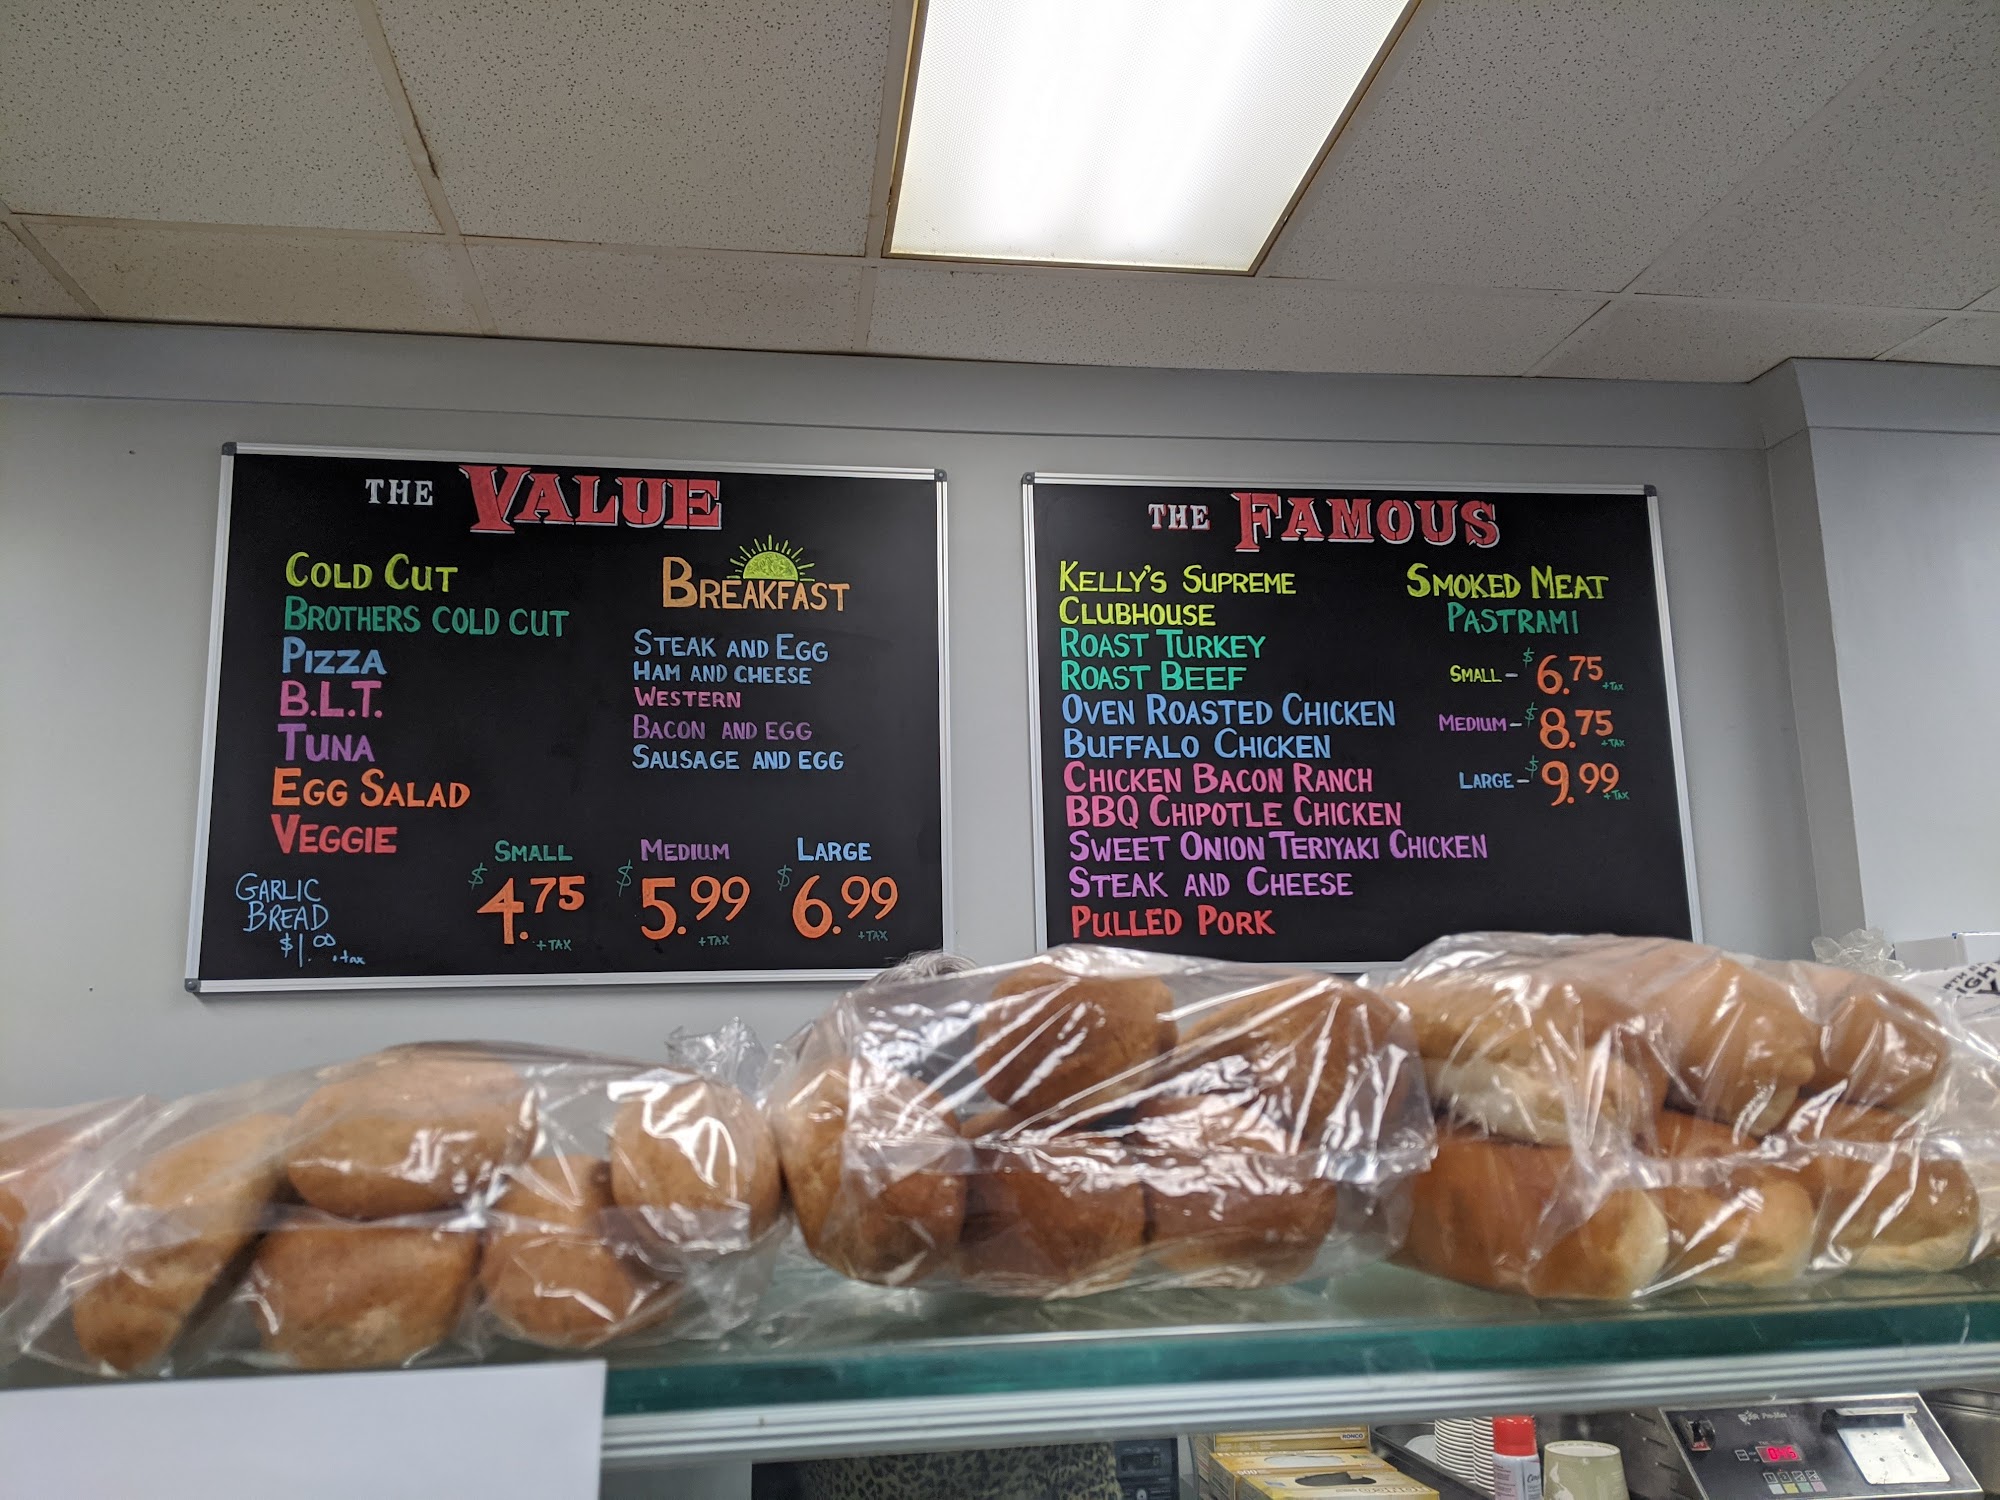 THE VALUE
COLD CUT
BROTHERS COLD CUT
PIZZA
B.L.T.
TUNA
EGG SALAD
VEGGIE
GARLIC
BREAD
$1.00 + tax
BREAKFAST
STEAK AND EGG
HAM AND CHEESE
WESTERN
BACON AND EGG
SAUSAGE AND EGG
SMALL MEDIUM LARGE
$4.75 $5.99 $6.99
+TAX +TAX +TAX
THE FAMOUS
KELLY'S SUPREME
CLUBHOUSE
ROAST TURKEY
ROAST BEEF
OVEN ROASTED CHICKEN
BUFFALO CHICKEN
CHICKEN BACON RANCH
BBQ CHIPOTLE CHICKEN
SWEET ONION TERIYAKI CHICKEN
STEAK AND CHEESE
PULLED PORK
SMOKED MEAT
PASTRAMI
SMALL - $6.75 +TAX
MEDIUM - $8.75 +TAX
LARGE - $9.99 +TAX
RONCO